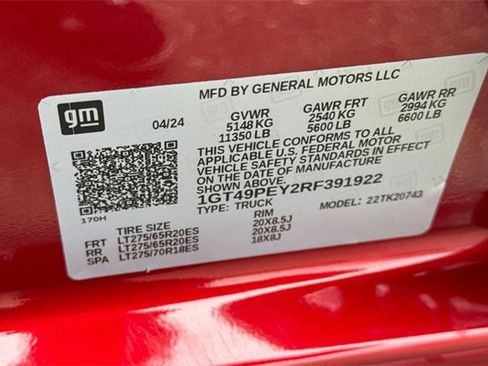 MFD BY GENERAL MOTORS LLC
gm
04/24
GVWR GAWR FRT GAWR RR
5148 KG 2540 KG 2994 KG
11350 LB 5600 LB 6600 LB
THIS VEHICLE CONFORMS TO ALL
APPLICABLE U.S. FEDERAL MOTOR
VEHICLE SAFETY STANDARDS IN EFFECT
ON THE DATE OF MANUFACTURE
SHOWN ABOVE.
1GT49PEY2RF391922
TYPE: TRUCK MODEL: 22TK20743
170H
TIRE SIZE RIM
FRT LT275/65R20ES 20X8.5J
RR LT275/65R20ES 20X8.5J
SPA LT275/70R18ES 18X8J